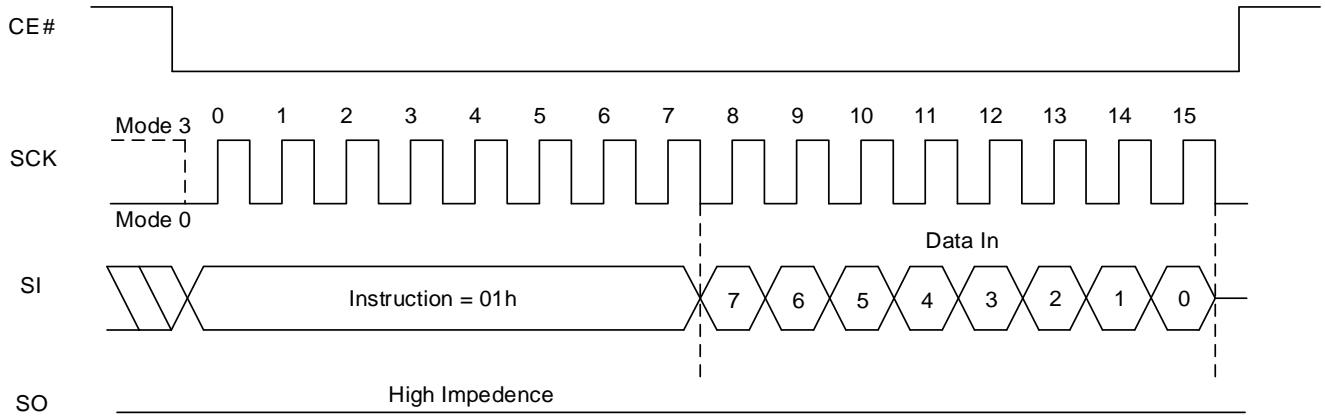 CE#
Mode 3
0 1 2 3 4 5 6 7 8 9 10 11 12 13 14 15
SCK
Mode 0
Data In
SI
Instruction = 01h
7 6 5 4 3 2 1 0
High Impedence
SO